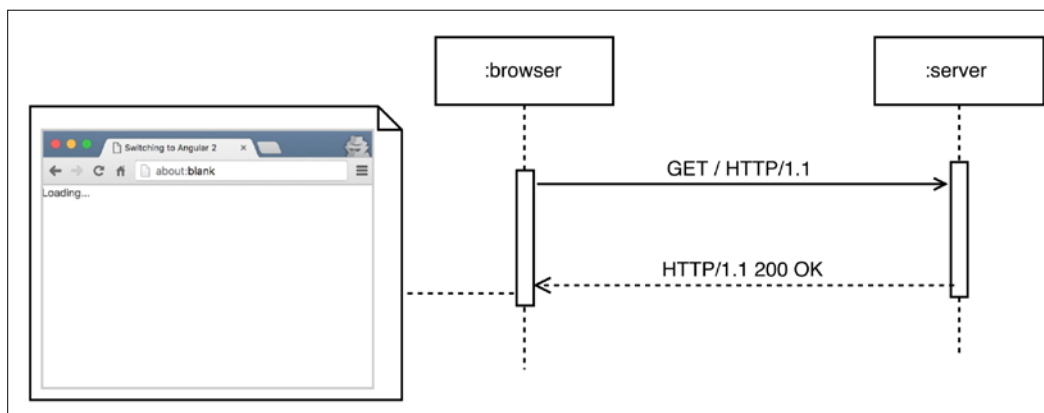 :browser
:server
Switching to Angular 2
about:blank
Loading...
GET / HTTP/1.1
HTTP/1.1 200 OK